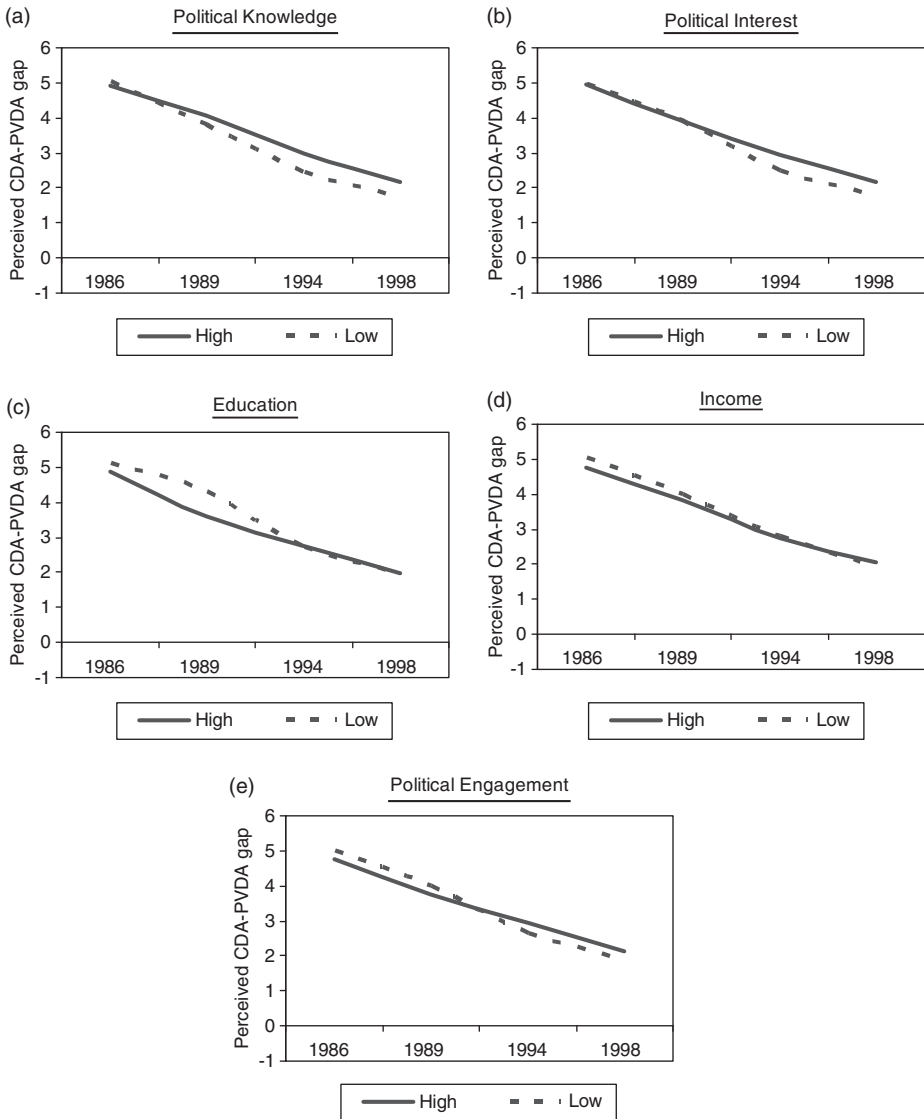 (a)
Political Knowledge
Perceived CDA-PVDA gap
6
5
4
3
2
1
0
-1
1986 1989 1994 1998
High Low
(b)
Political Interest
Perceived CDA-PVDA gap
6
5
4
3
2
1
0
-1
1986 1989 1994 1998
High Low
(c)
Education
Perceived CDA-PVDA gap
6
5
4
3
2
1
0
-1
1986 1989 1994 1998
High Low
(d)
Income
Perceived CDA-PVDA gap
6
5
4
3
2
1
0
-1
1986 1989 1994 1998
High Low
(e)
Political Engagement
Perceived CDA-PVDA gap
6
5
4
3
2
1
0
-1
1986 1989 1994 1998
High Low